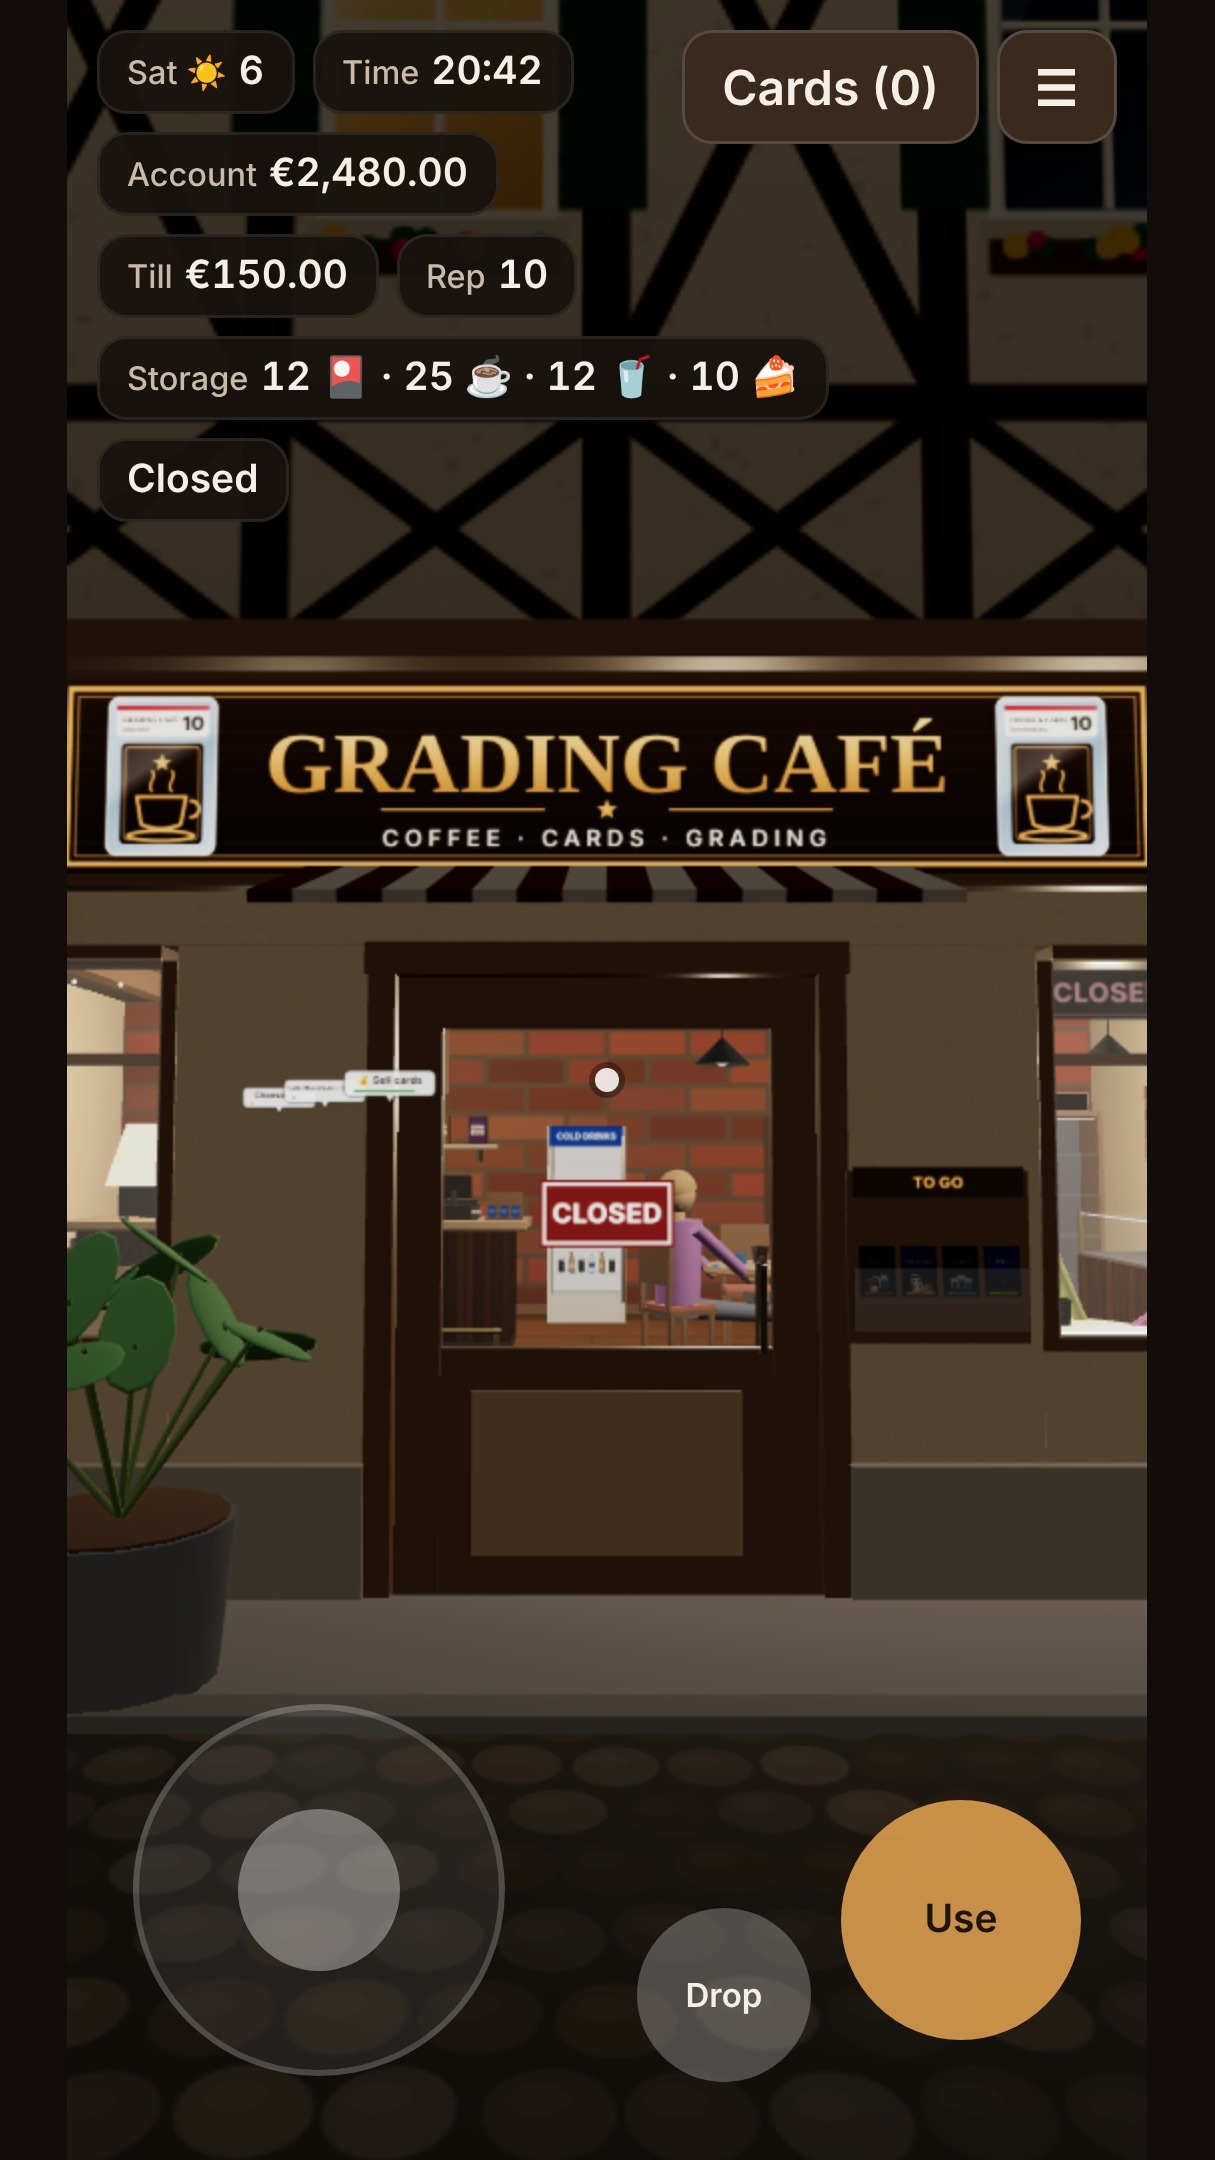 Sat ☀️ 6 Time 20:42
Cards (0) ☰
Account €2,480.00
Till €150.00 Rep 10
Storage 12 🎴 · 25 ☕ · 12 🥤 · 10 🍰
Closed
10
GRADING CAFÉ
10
COFFEE · CARDS · GRADING
CLOSE
Sell cards
COLD DRINKS
TO GO
CLOSED
Use
Drop